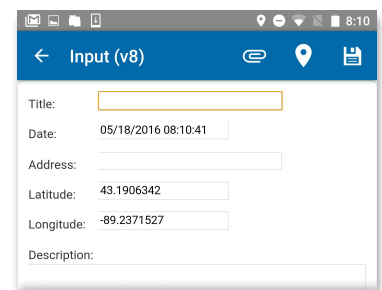 8:10
Input (v8)
Title:
Date: 05/18/2016 08:10:41
Address:
Latitude: 43.1906342
Longitude: -89.2371527
Description: